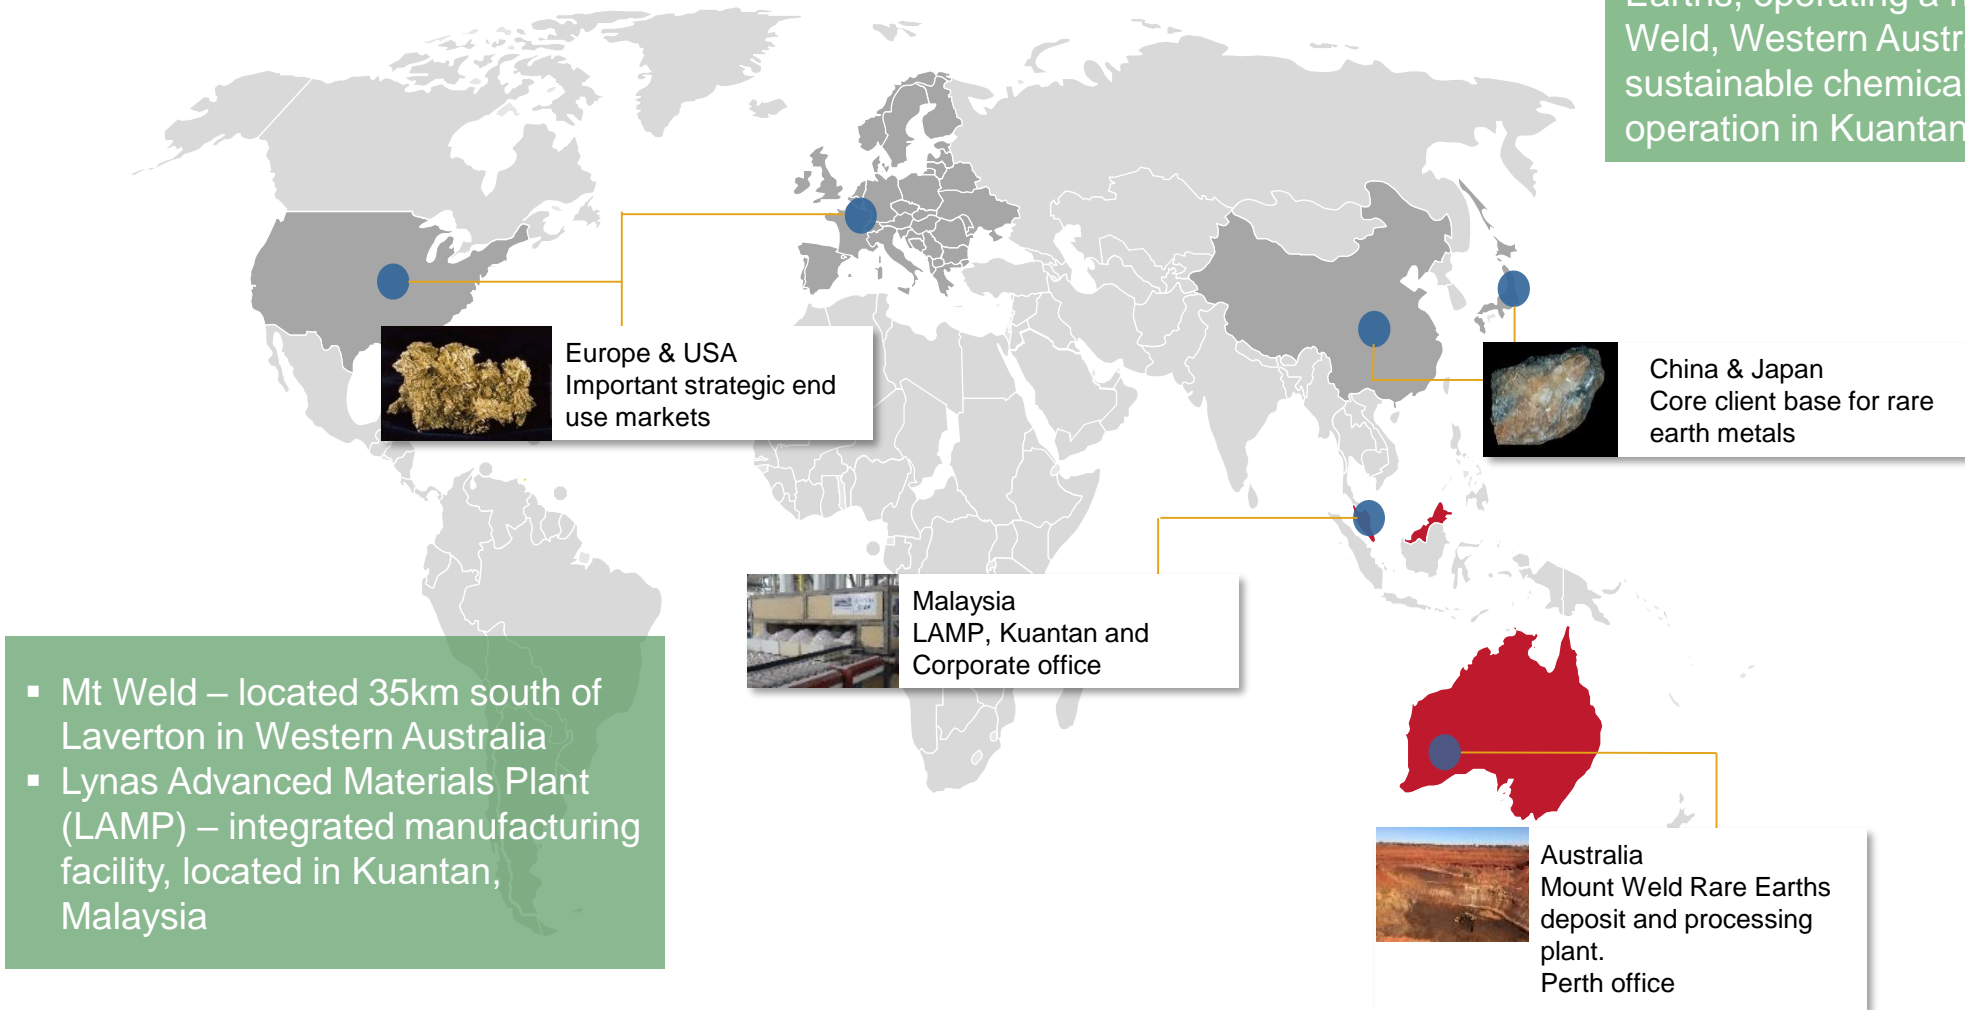 Earths, operating a
Weld, Western
sustainable
operation in Kuantan
Europe & USA
Important strategic end
use markets
China & Japan
Core client base for rare
earth metals
Malaysia
LAMP, Kuantan and
Corporate office
▪ Mt Weld – located 35km south of
Laverton in Western Australia
▪ Lynas Advanced Materials Plant
(LAMP) – integrated manufacturing
facility, located in Kuantan,
Malaysia
Australia
Mount Weld Rare Earths
deposit and processing
plant.
Perth office